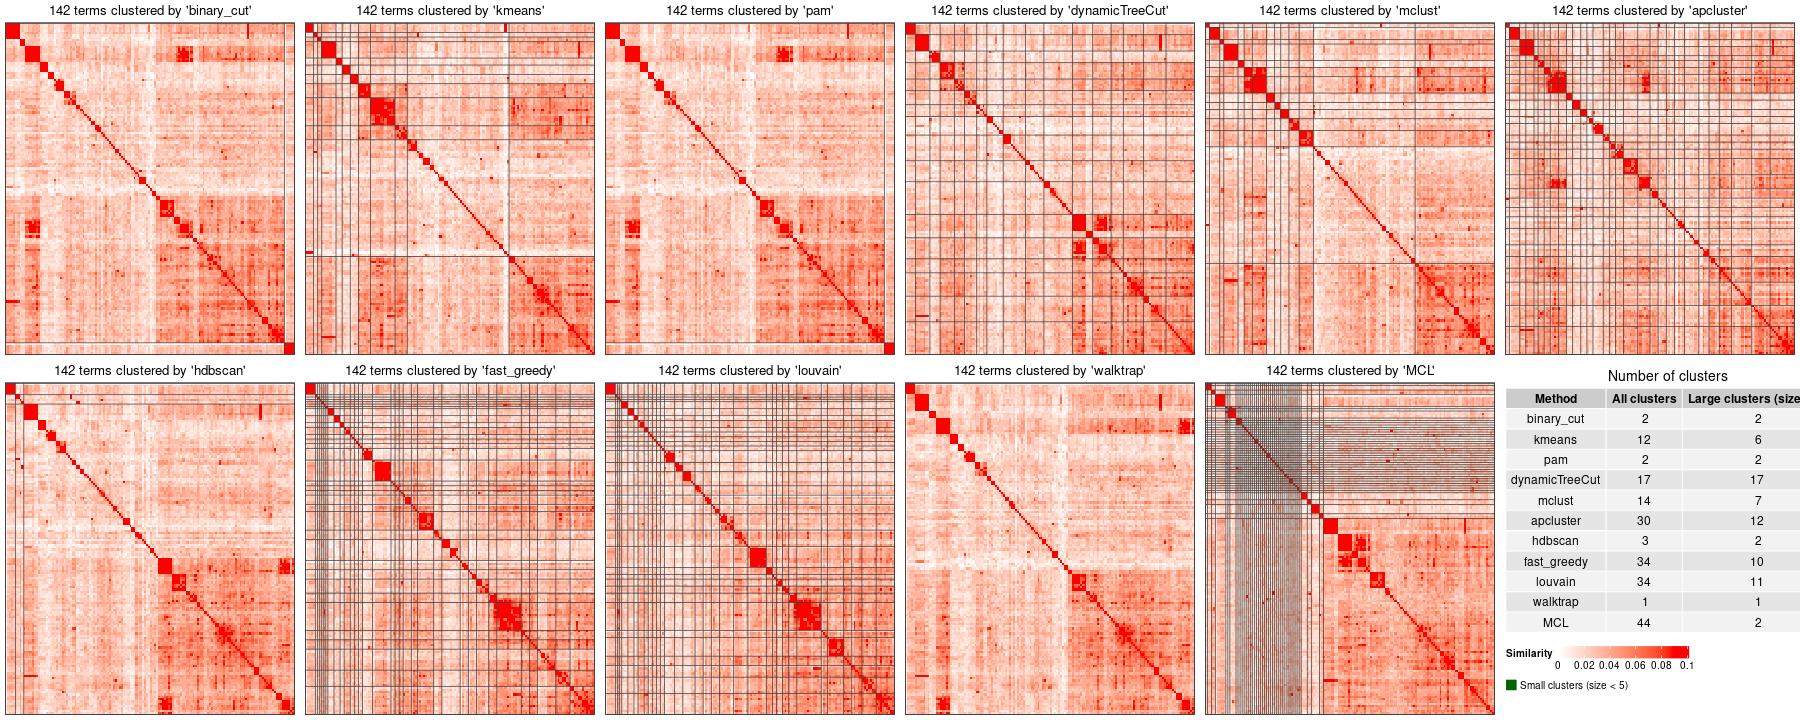 142 terms clustered by 'binary_cut'
142 terms clustered by 'kmeans'
142 terms clustered by 'pam'
142 terms clustered by 'dynamicTreeCut'
142 terms clustered by 'mclust'
142 terms clustered by 'apcluster'
142 terms clustered by 'hdbscan'
142 terms clustered by 'fast_greedy'
142 terms clustered by 'louvain'
142 terms clustered by 'walktrap'
142 terms clustered by 'MCL'
Number of clusters
Method All clusters Large clusters (size
binary_cut 2 2
kmeans 12 6
pam 2 2
dynamicTreeCut 17 17
mclust 14 7
apcluster 30 12
hdbscan 3 2
fast_greedy 34 10
louvain 34 11
walktrap 1 1
MCL 44 2
Similarity
0 0.02 0.04 0.06 0.08 0.1
Small clusters (size < 5)